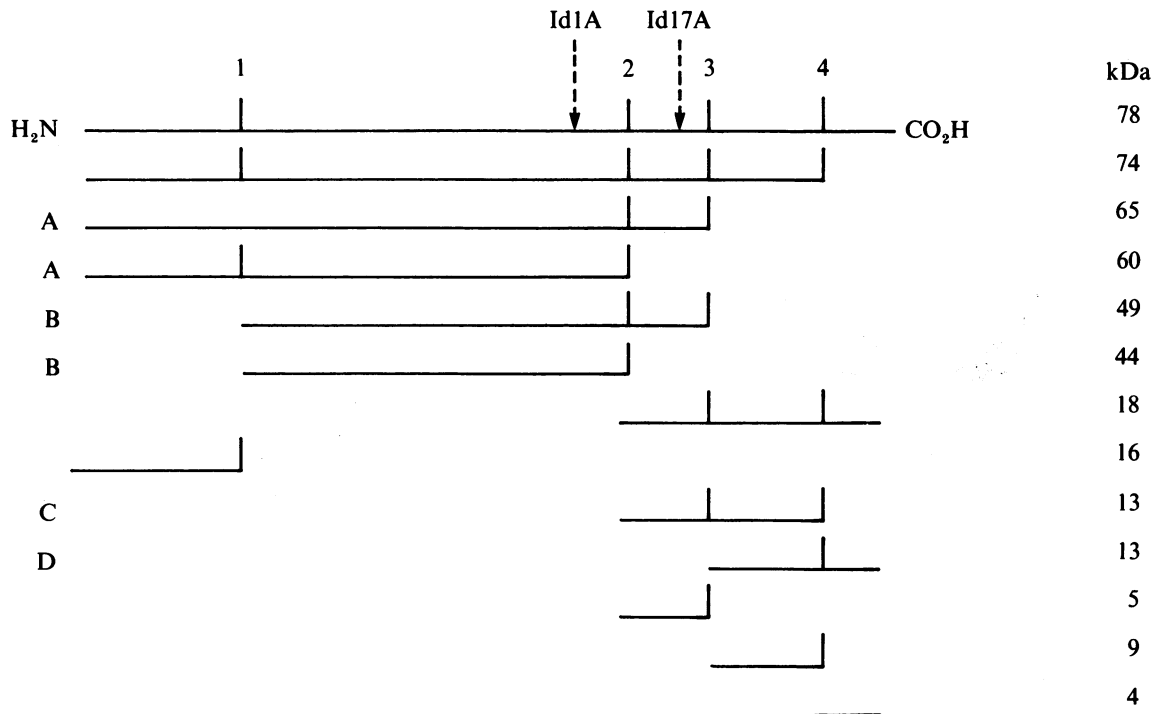 Id1A Id17A
1 2 3 4 kDa
H₂N CO₂H 78
74
A 65
A 60
B 49
B 44
18
16
C 13
D 13
5
9
4